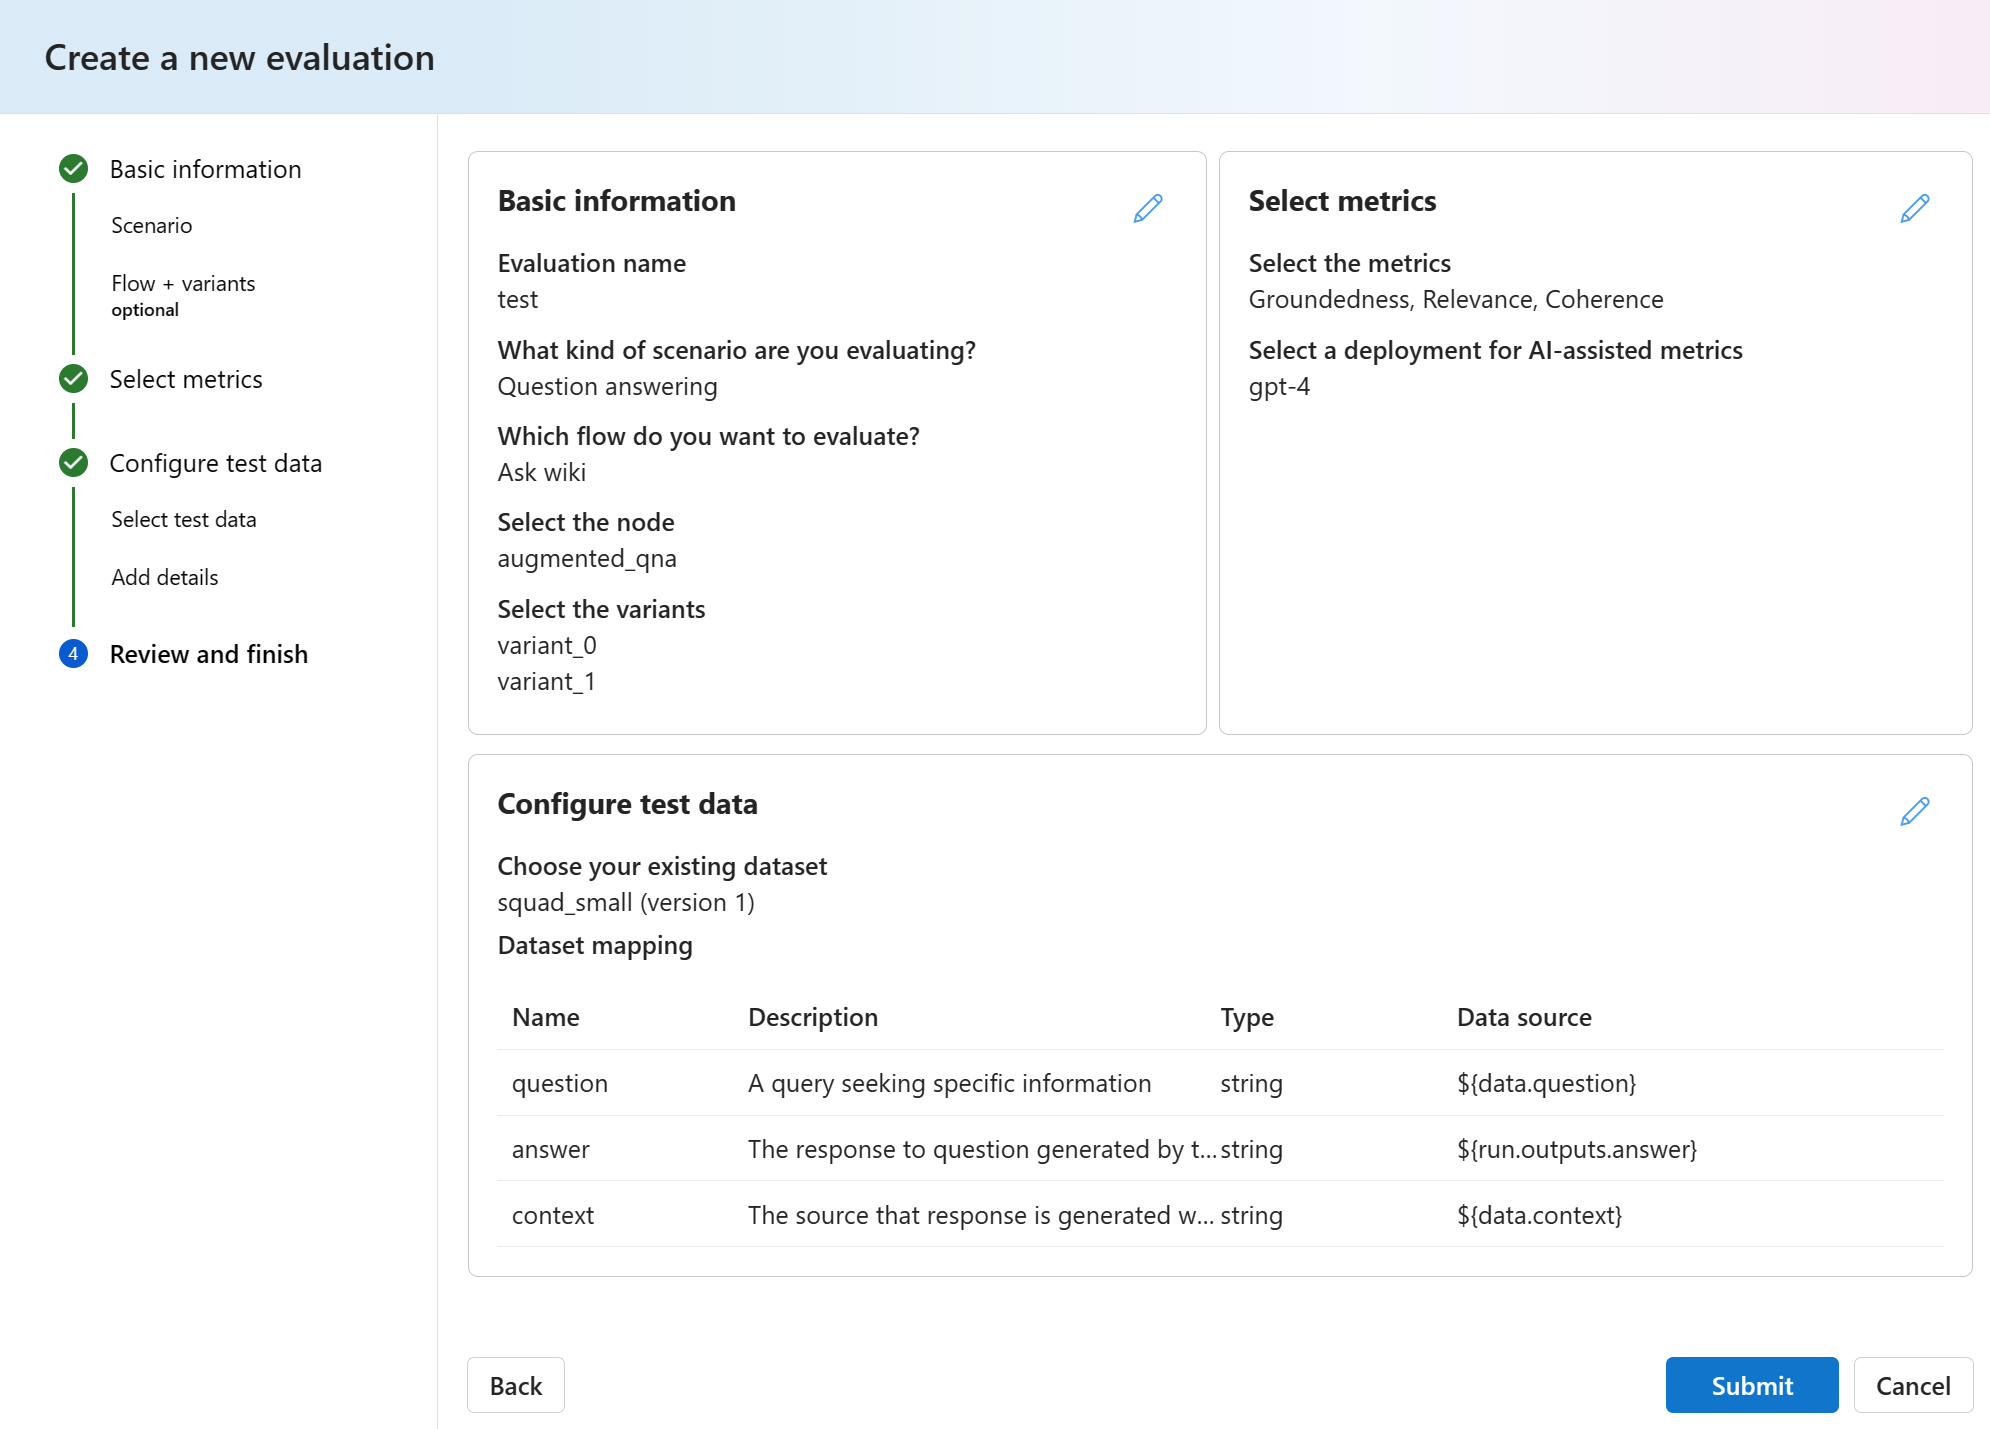 Create a new evaluation
Basic information
Scenario
Flow + variants
optional
Select metrics
Configure test data
Select test data
Add details
4
Review and finish
Basic information
Evaluation name
test
What kind of scenario are you evaluating?
Question answering
Which flow do you want to evaluate?
Ask wiki
Select the node
augmented_qna
Select the variants
variant_0
variant_1
Select metrics
Select the metrics
Groundedness, Relevance, Coherence
Select a deployment for AI-assisted metrics
gpt-4
Configure test data
Choose your existing dataset
squad_small (version 1)
Dataset mapping
Name Description Type Data source
question A query seeking specific information string ${data.question}
answer The response to question generated by t... string ${run.outputs.answer}
context The source that response is generated w... string ${data.context}
Back Submit Cancel